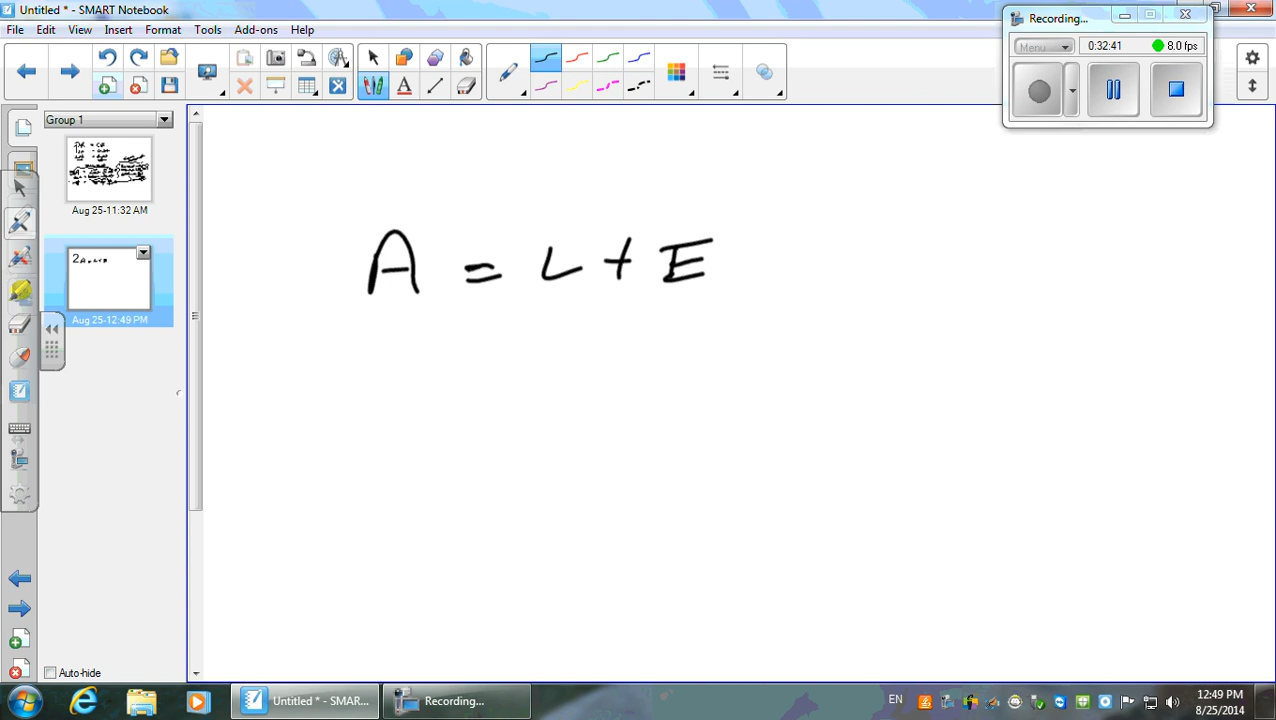 Untitled * - SMART Notebook
File Edit View Insert Format Tools Add-ons Help
Recording...
Menu 0:32:41 8.0 fps
Group 1
Aug 25-11:32 AM
Aug 25-12:49 PM
A = L + E
Auto-hide
Untitled * - SMAR... Recording... EN 12:49 PM
8/25/2014